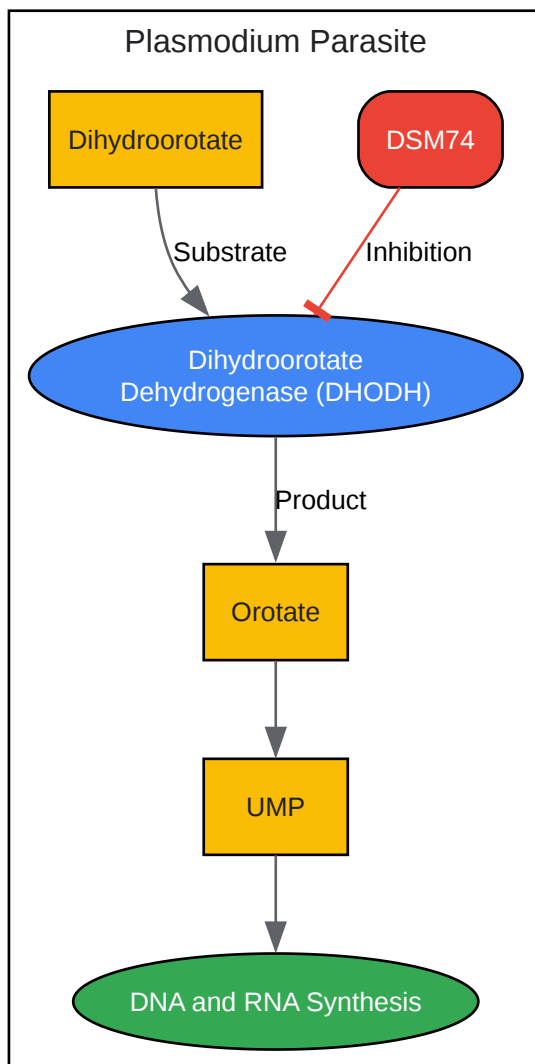 Plasmodium Parasite
Dihydroorotate
DSM74
Substrate
Inhibition
Dihydroorotate
Dehydrogenase (DHODH)
Product
Orotate
UMP
DNA and RNA Synthesis